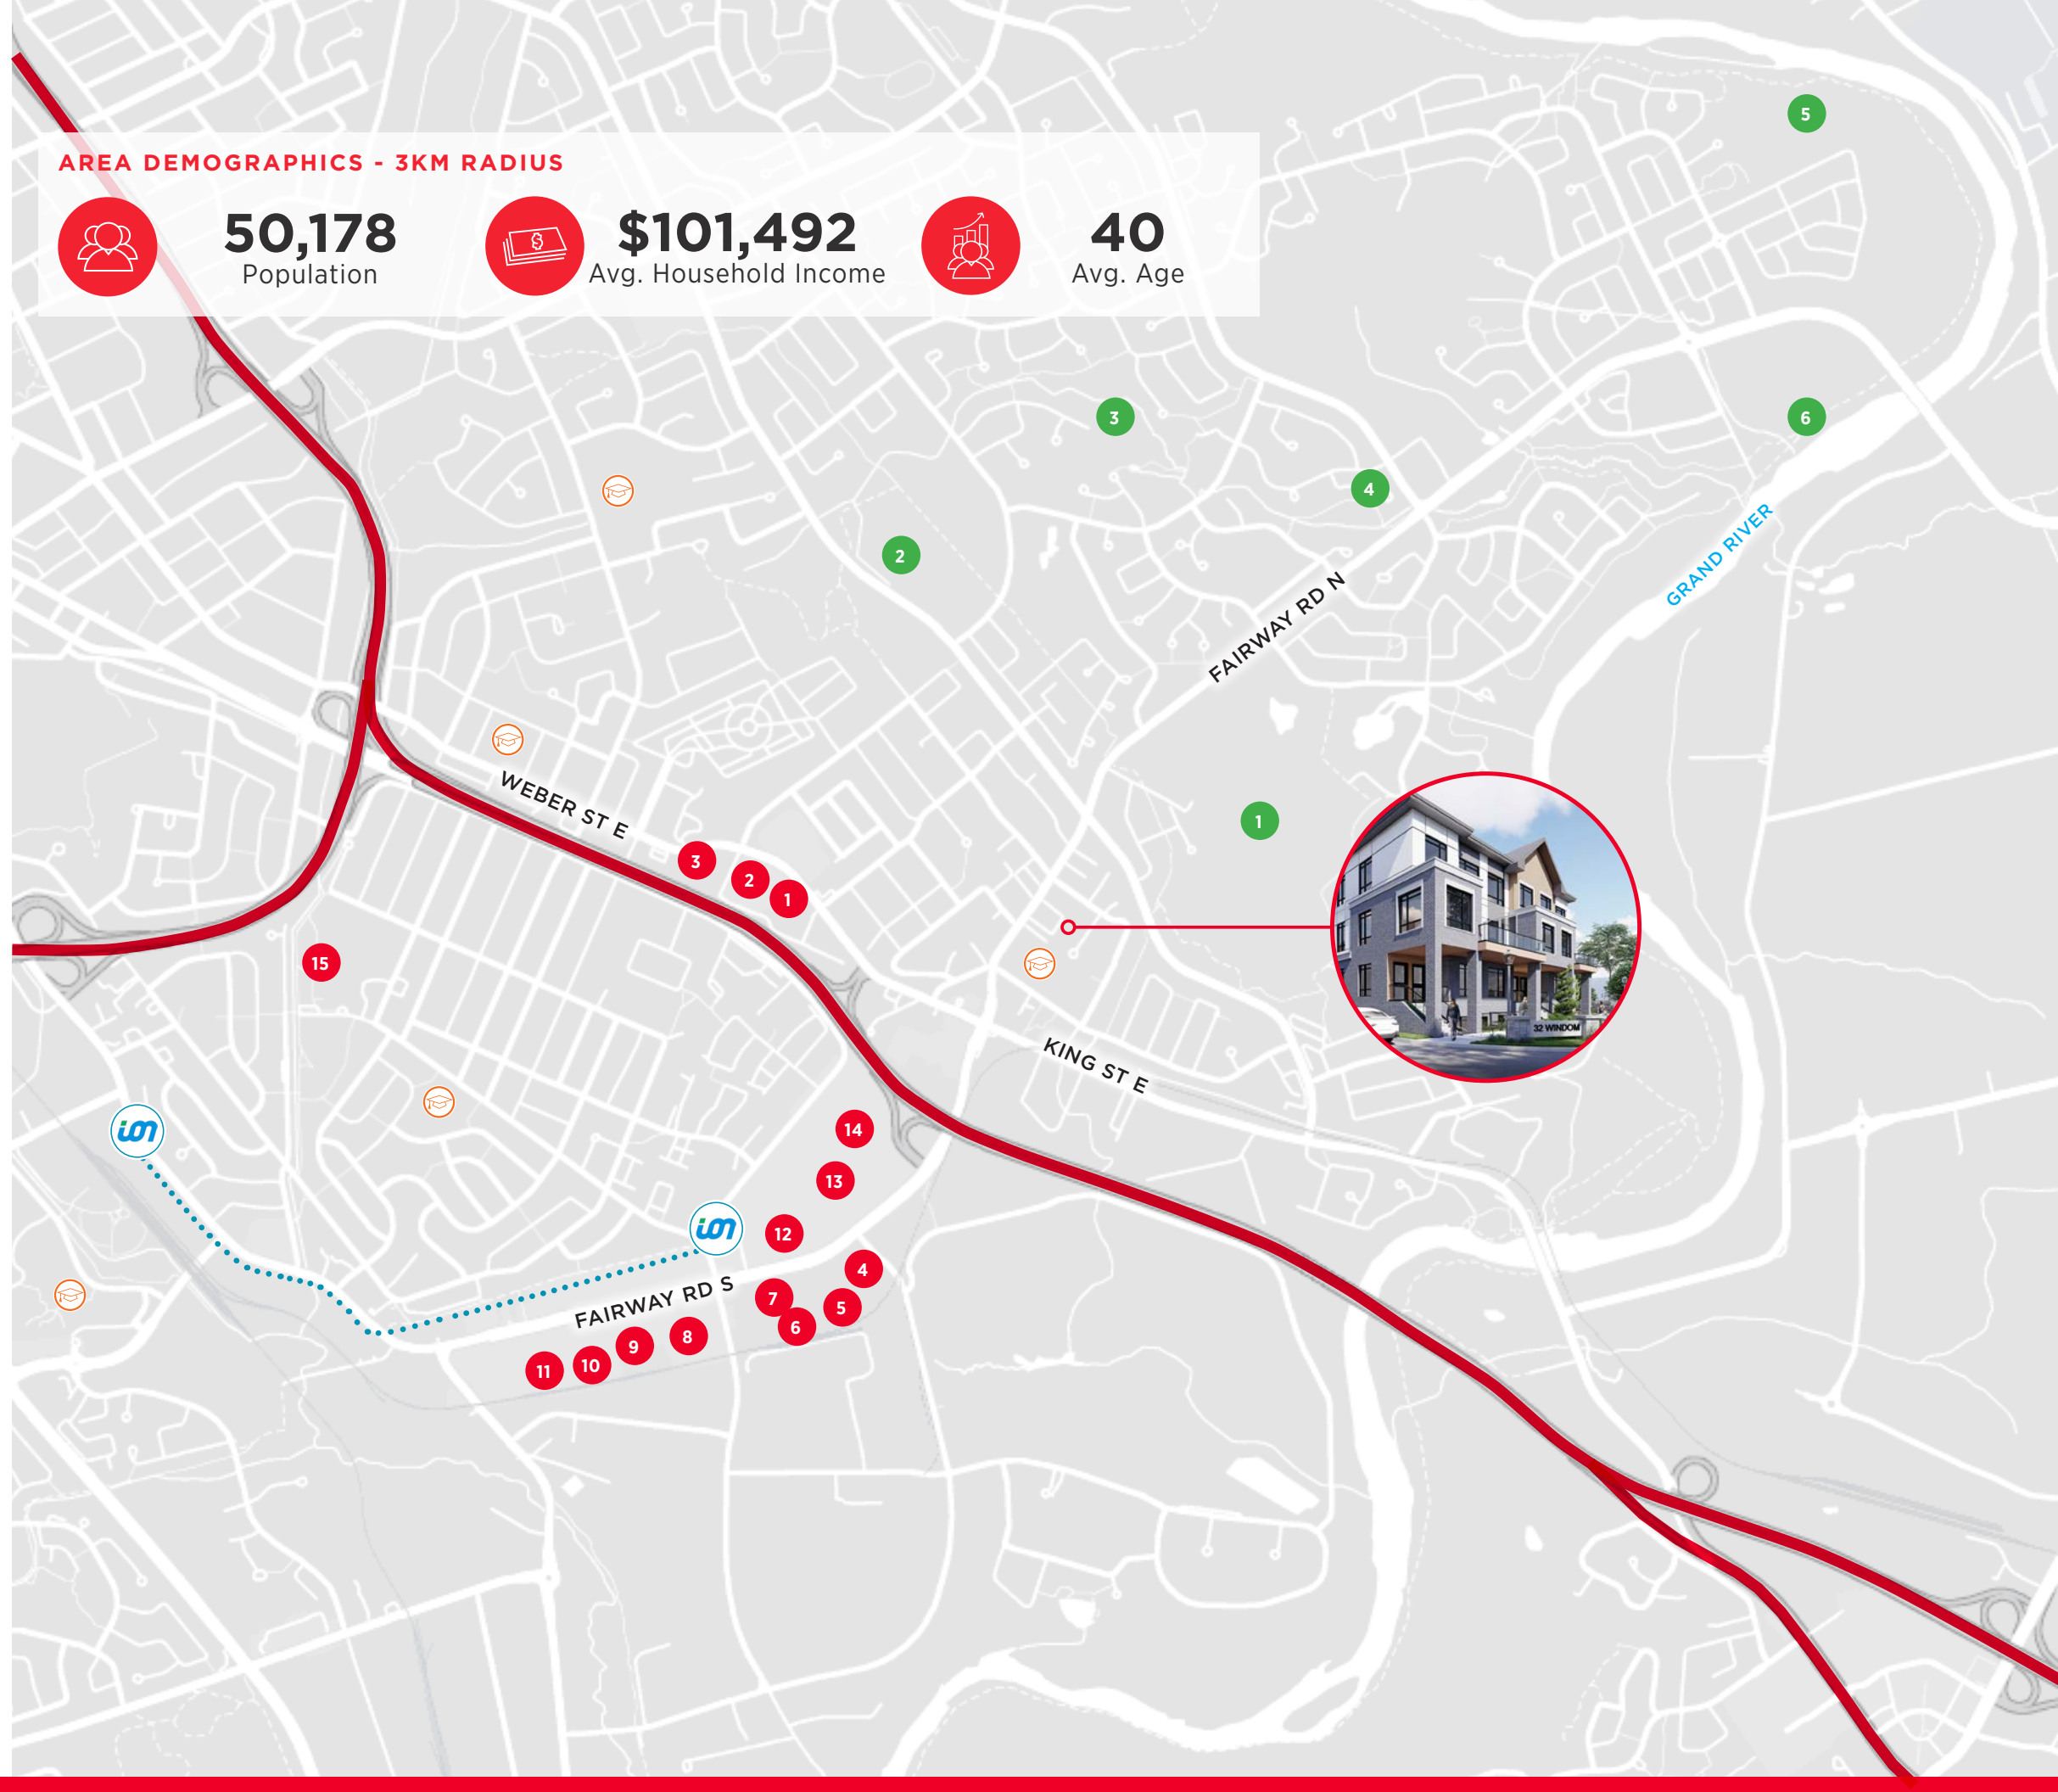 AREA DEMOGRAPHICS - 3KM RADIUS
50,178
Population
$101,492
Avg. Household Income
40
Avg. Age
5
3
6
4
2
GRAND RIVER
FAIRWAY RD N
WEBER ST E
1
3
2
1
15
32 WINDOM
KING ST E
ion
14
13
ion
12
4
FAIRWAY RD S
7
5
6
8
9
10
11